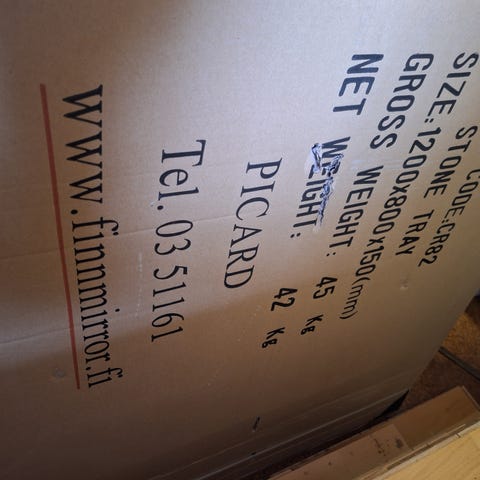 CODE:CR82
STONE TRAY
SIZE:1200X800X150(mm)
GROSS WEIGHT: 45 Kg
NET WEIGHT: 42 Kg
PICARD
Tel. 03 51161
www.finnmirror.fi